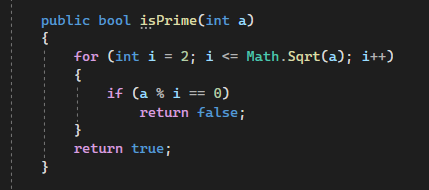 public bool isPrime(int a)
{
for (int i = 2; i <= Math.Sqrt(a); i++)
{
if (a % i == 0)
return false;
}
return true;
}